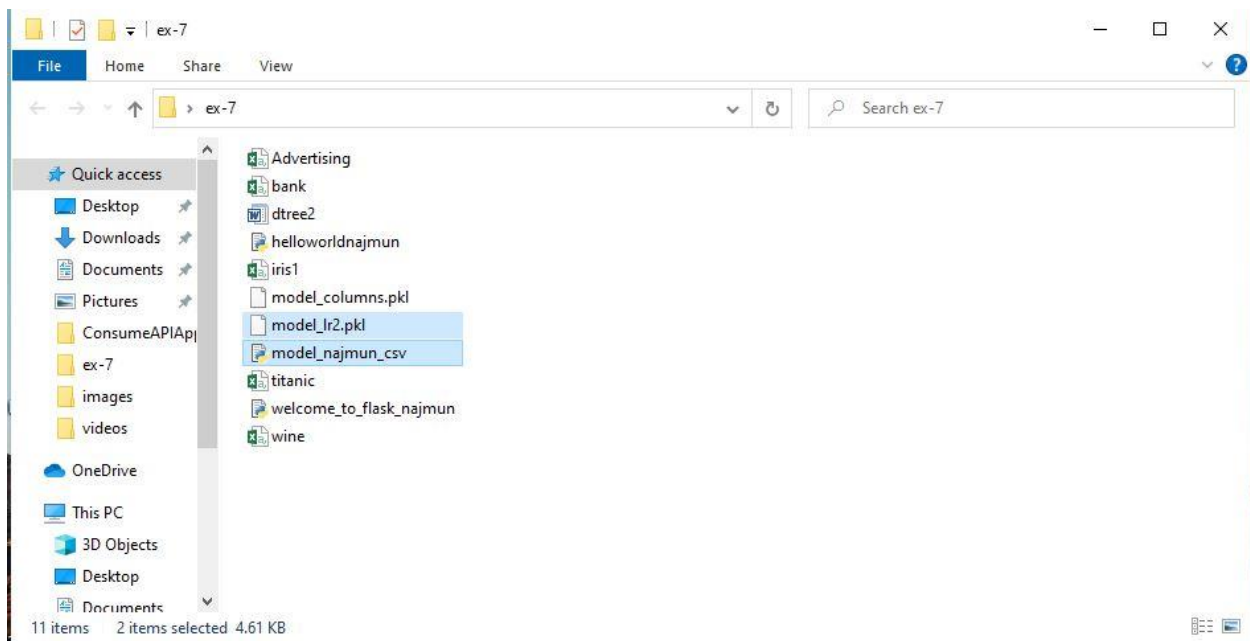 ex-7
File Home Share View
ex-7
Search ex-7
Quick access
Desktop
Downloads
Documents
Pictures
ConsumeAPIAp
ex-7
images
videos
OneDrive
This PC
3D Objects
Desktop
Documents
Advertising
bank
dtree2
helloworldnajmun
iris1
model_columns.pkl
model_lr2.pkl
model_najmun_csv
titanic
welcome_to_flask_najmun
wine
11 items 2 items selected 4.61 KB